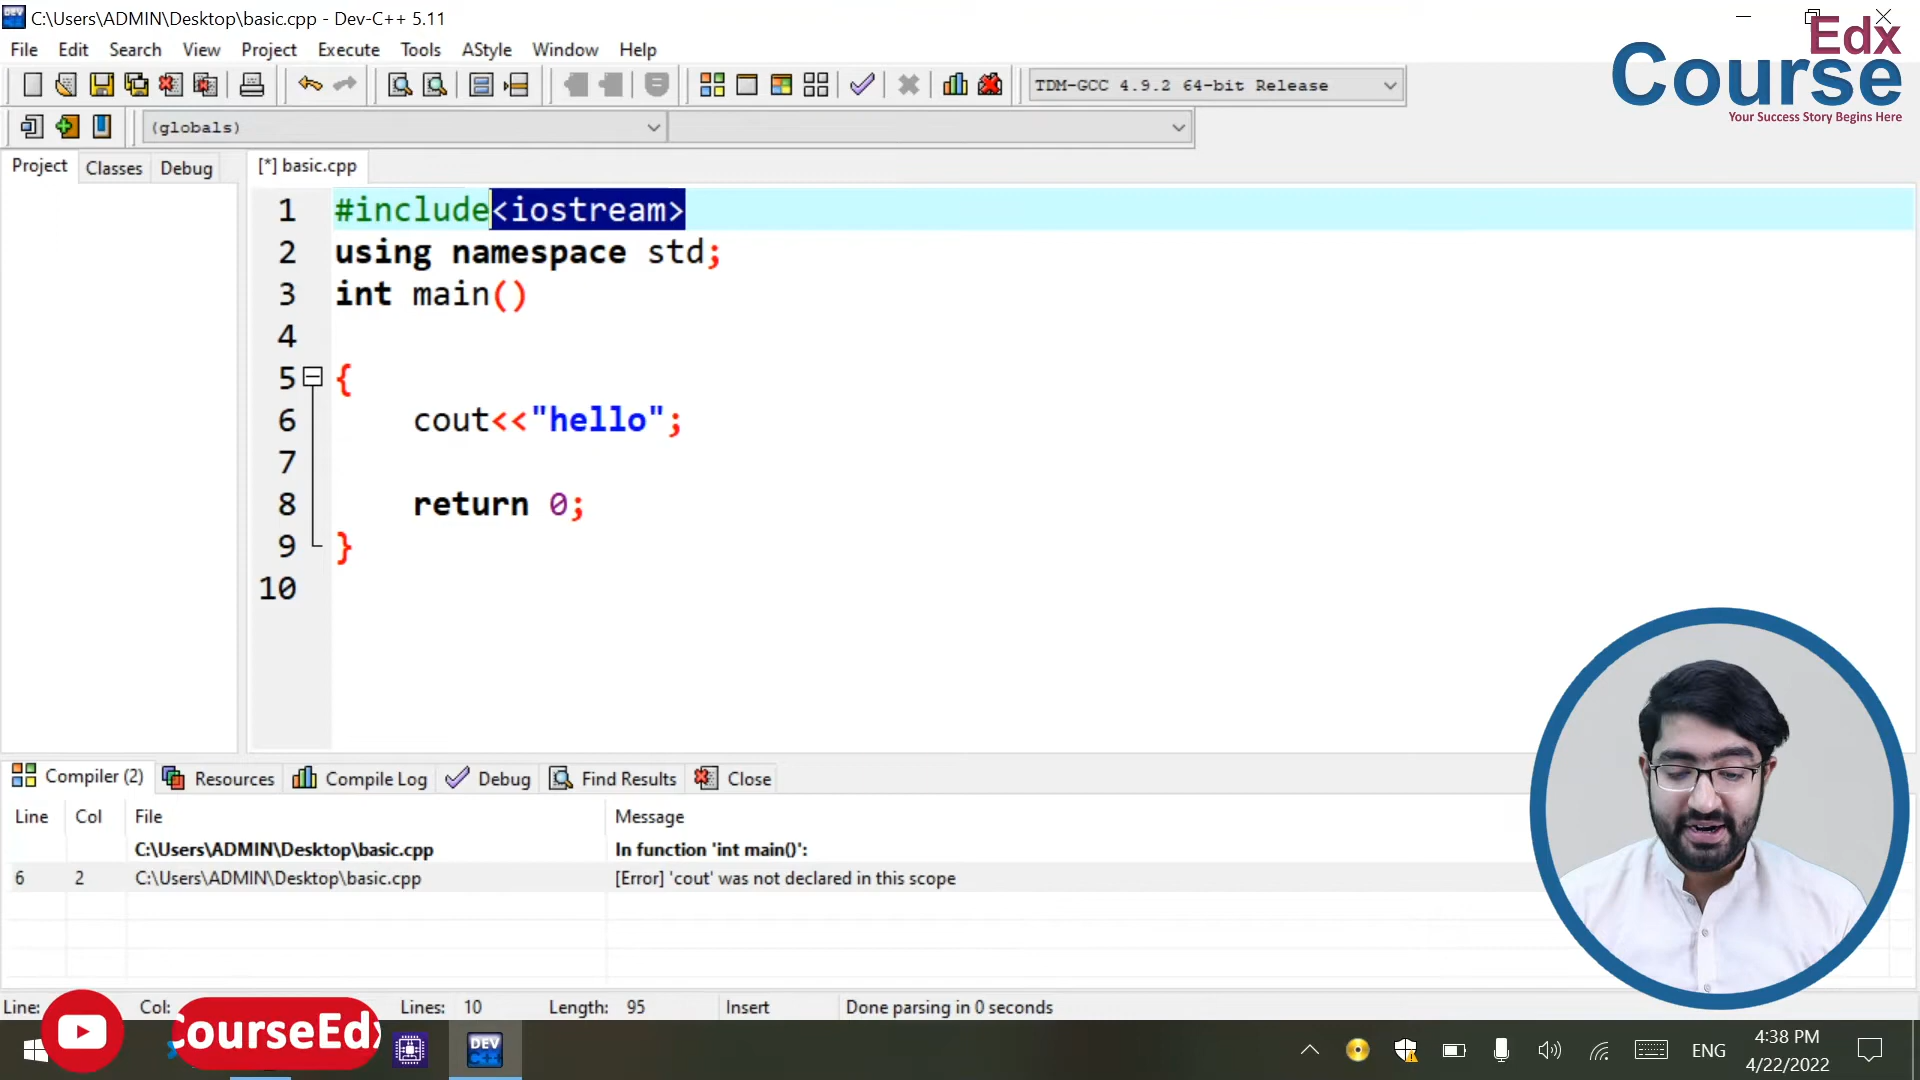 C:\Users\ADMIN\Desktop\basic.cpp - Dev-C++ 5.11
File Edit Search View Project Execute Tools AStyle Window Help
Edx
Course
Your Success Story Begins Here
TDM-GCC 4.9.2 64-bit Release
(globals)
Project Classes Debug [*] basic.cpp
1 #include<iostream>
2 using namespace std;
3 int main()
4
5 {
6 cout<<"hello";
7
8 return 0;
9 }
10
Compiler (2) Resources Compile Log Debug Find Results Close
Line Col File Message
C:\Users\ADMIN\Desktop\basic.cpp In function 'int main()':
6 2 C:\Users\ADMIN\Desktop\basic.cpp [Error] 'cout' was not declared in this scope
Line: Col: Lines: 10 Length: 95 Insert Done parsing in 0 seconds
CourseEdx
DEV C++
ENG
4:38 PM
4/22/2022